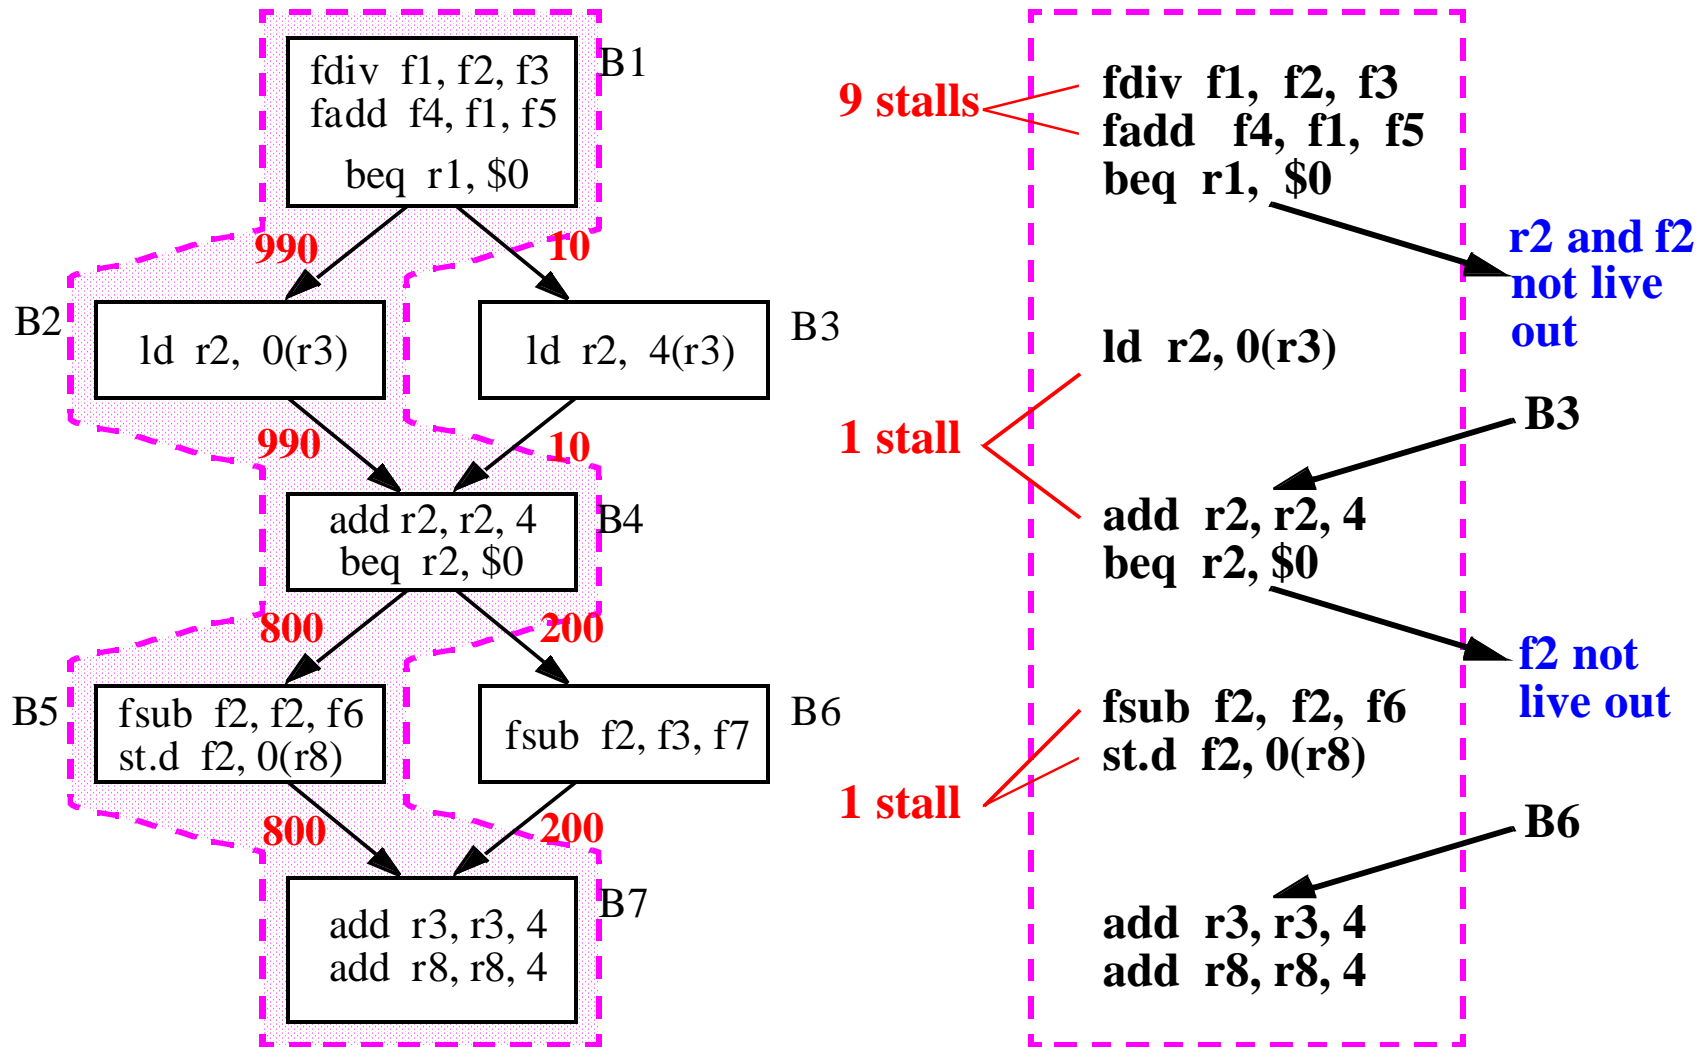 B1
fdiv f1, f2, f3
fadd f4, f1, f5
beq r1, $0
990
10
B2
ld r2, 0(r3)
ld r2, 4(r3)
B3
990
10
add r2, r2, 4
beq r2, $0
B4
800
200
B5
fsub f2, f2, f6
st.d f2, 0(r8)
fsub f2, f3, f7
B6
800
200
add r3, r3, 4
add r8, r8, 4
B7
9 stalls
fdiv f1, f2, f3
fadd f4, f1, f5
beq r1, $0
r2 and f2
not live
out
ld r2, 0(r3)
1 stall
B3
add r2, r2, 4
beq r2, $0
f2 not
live out
fsub f2, f2, f6
st.d f2, 0(r8)
1 stall
B6
add r3, r3, 4
add r8, r8, 4